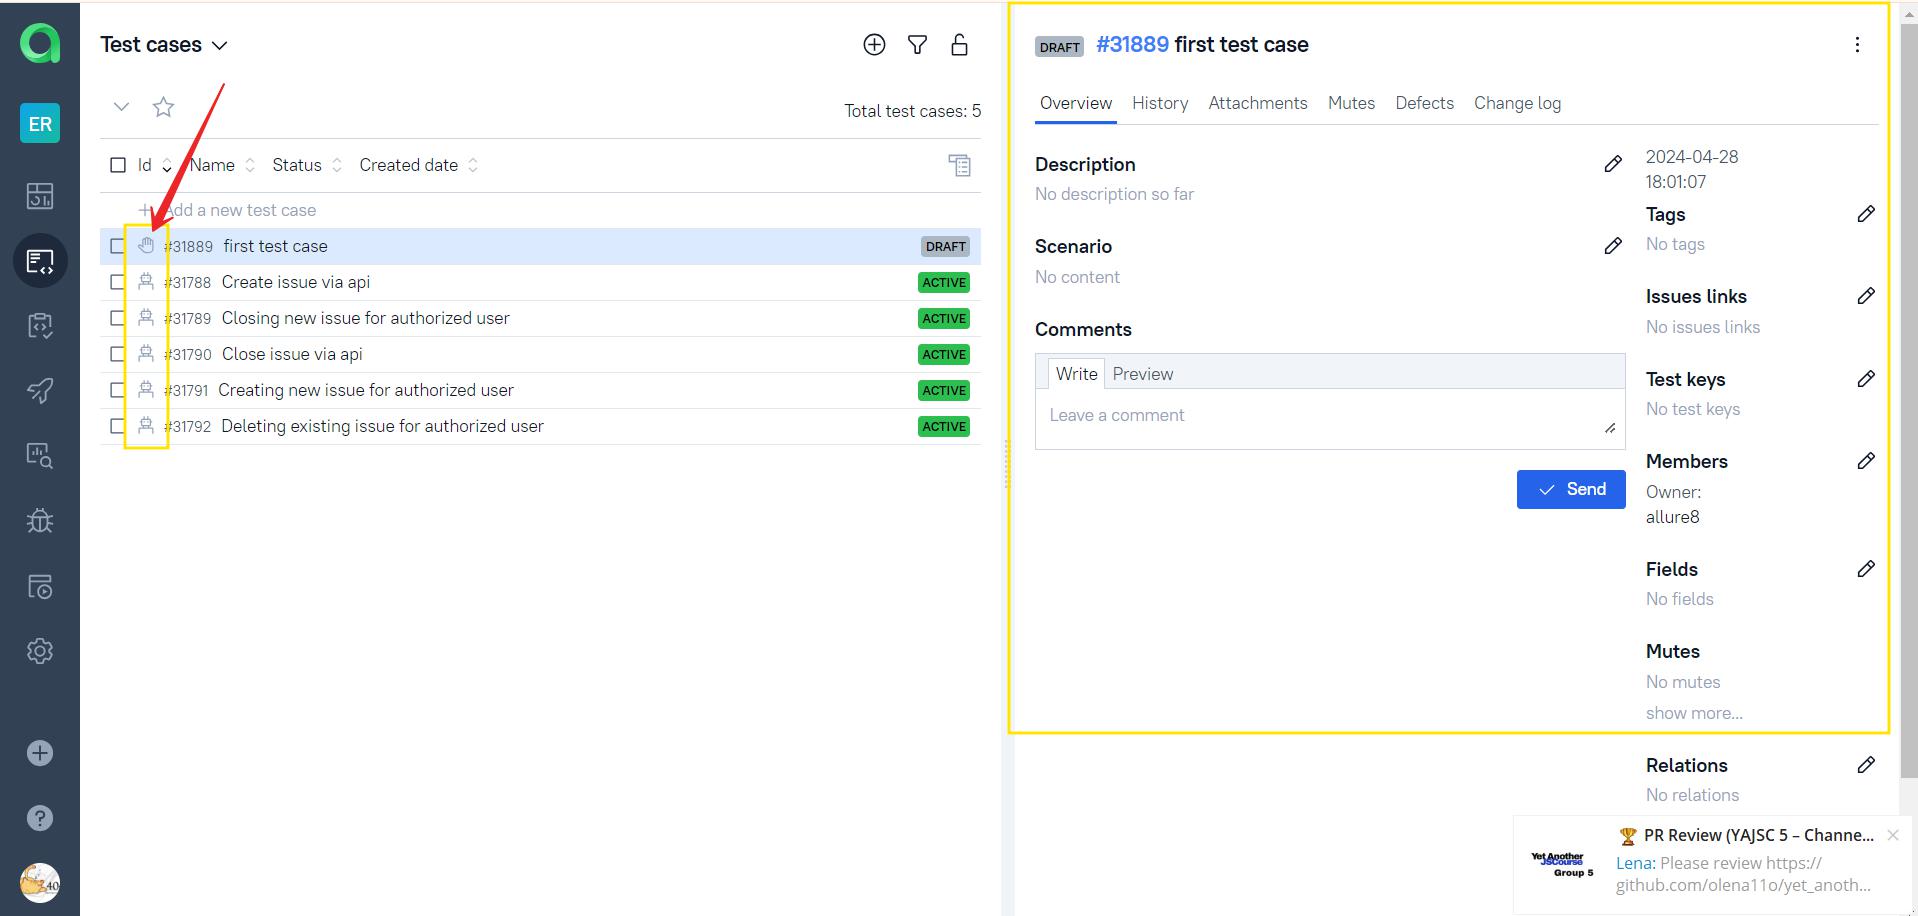 Test cases
ER
Total test cases: 5
Id Name Status Created date
Add a new test case
#31889 first test case DRAFT
#31788 Create issue via api ACTIVE
#31789 Closing new issue for authorized user ACTIVE
#31790 Close issue via api ACTIVE
#31791 Creating new issue for authorized user ACTIVE
#31792 Deleting existing issue for authorized user ACTIVE
DRAFT #31889 first test case
Overview History Attachments Mutes Defects Change log
Description
No description so far
Scenario
No content
Comments
Write Preview
Leave a comment
Send
2024-04-28
18:01:07
Tags
No tags
Issues links
No issues links
Test keys
No test keys
Members
Owner:
allure8
Fields
No fields
Mutes
No mutes
show more...
Relations
No relations
40
Yet Another
JSCourse
Group 5
PR Review (YAJSC 5 – Channe...
Lena: Please review https://
github.com/olena11o/yet_anoth...